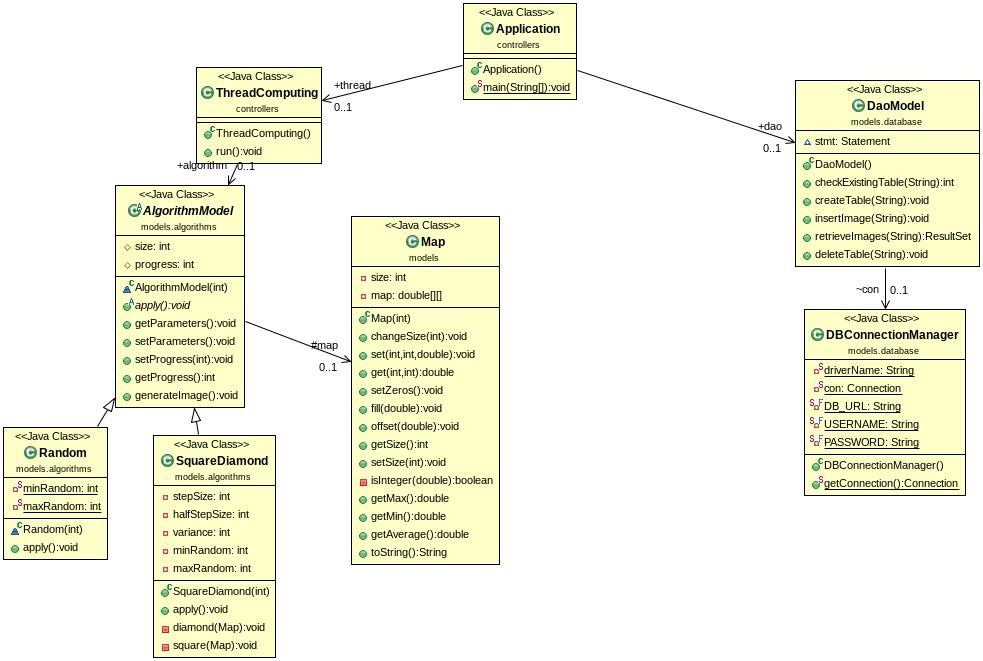 <<Java Class>>
Application
controllers
Application()
main(String[]):void
+thread
0..1
+dao
0..1
<<Java Class>>
ThreadComputing
controllers
ThreadComputing()
run():void
+algorithm 0..1
<<Java Class>>
DaoModel
models.database
stmt: Statement
DaoModel()
checkExistingTable(String):int
createTable(String):void
insertImage(String):void
retrieveImages(String):ResultSet
deleteTable(String):void
~con 0..1
<<Java Class>>
AlgorithmModel
models.algorithms
size: int
progress: int
AlgorithmModel(int)
apply():void
getParameters():void
setParameters():void
setProgress(int):void
getProgress():int
generateImage():void
#map
0..1
<<Java Class>>
Map
models
size: int
map: double[][]
Map(int)
changeSize(int):void
set(int,int,double):void
get(int,int):double
setZeros():void
fill(double):void
offset(double):void
getSize():int
setSize(int):void
isInteger(double):boolean
getMax():double
getMin():double
getAverage():double
toString():String
<<Java Class>>
DBConnectionManager
models.database
driverName: String
con: Connection
DB_URL: String
USERNAME: String
PASSWORD: String
DBConnectionManager()
getConnection():Connection
<<Java Class>>
Random
models.algorithms
minRandom: int
maxRandom: int
Random(int)
apply():void
<<Java Class>>
SquareDiamond
models.algorithms
stepSize: int
halfStepSize: int
variance: int
minRandom: int
maxRandom: int
SquareDiamond(int)
apply():void
diamond(Map):void
square(Map):void